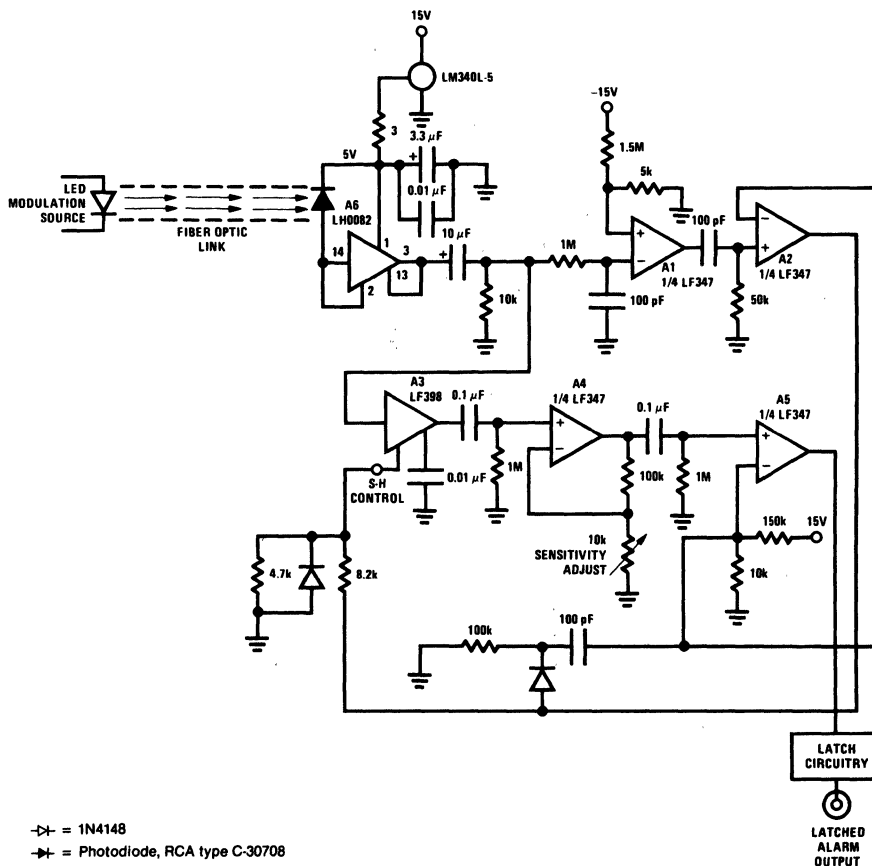 15V
LM340L-5
3
3.3 µF
+
5V
0.01 µF
LED
MODULATION
SOURCE
FIBER OPTIC
LINK
A6
LH0082
14
1
2
3
13
10 µF
+
10k
1M
100 pF
–15V
1.5M
5k
+
–
A1
1/4 LF347
100 pF
50k
–
+
A2
1/4 LF347
A3
LF398
S-H
CONTROL
0.01 µF
0.1 µF
1M
A4
1/4 LF347
+
–
100k
10k
SENSITIVITY
ADJUST
0.1 µF
1M
A5
1/4 LF347
+
–
150k
15V
10k
4.7k
8.2k
100k
100 pF
LATCH
CIRCUITRY
LATCHED
ALARM
OUTPUT
= 1N4148
= Photodiode, RCA type C-30708